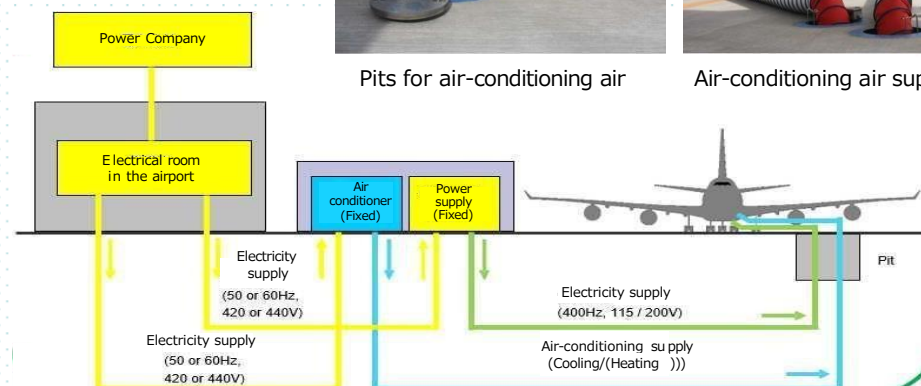 Pits for air-conditioning air
Air-conditioning air sup
Power Company
Electrical room
in the airport
Air
conditioner
(Fixed)
Power
supply
(Fixed)
Pit
Electricity
supply
(50 or 60Hz,
420 or 440V)
Electricity supply
(400Hz, 115 / 200V)
Electricity supply
(50 or 60Hz,
420 or 440V)
Air-conditioning supply
(Cooling/(Heating )))